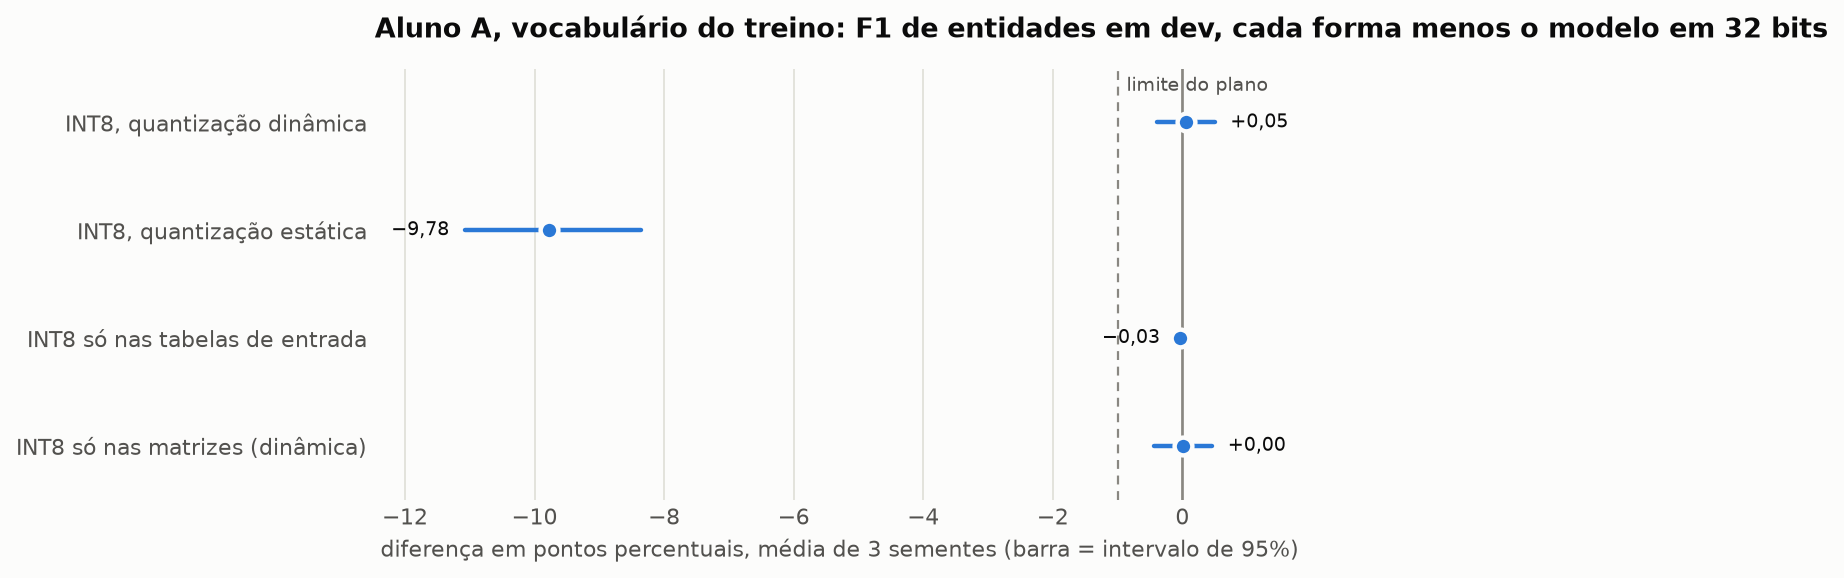 Aluno A, vocabulário do treino: F1 de entidades em dev, cada forma menos o modelo em 32 bits
limite do plano
INT8, quantização dinâmica
+0,05
INT8, quantização estática
−9,78
INT8 só nas tabelas de entrada
−0,03
INT8 só nas matrizes (dinâmica)
+0,00
−12 −10 −8 −6 −4 −2 0
diferença em pontos percentuais, média de 3 sementes (barra = intervalo de 95%)